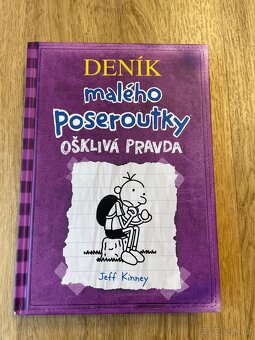 DENÍK
malého
poseroutky
OŠKLIVÁ PRAVDA
Jeff Kinney